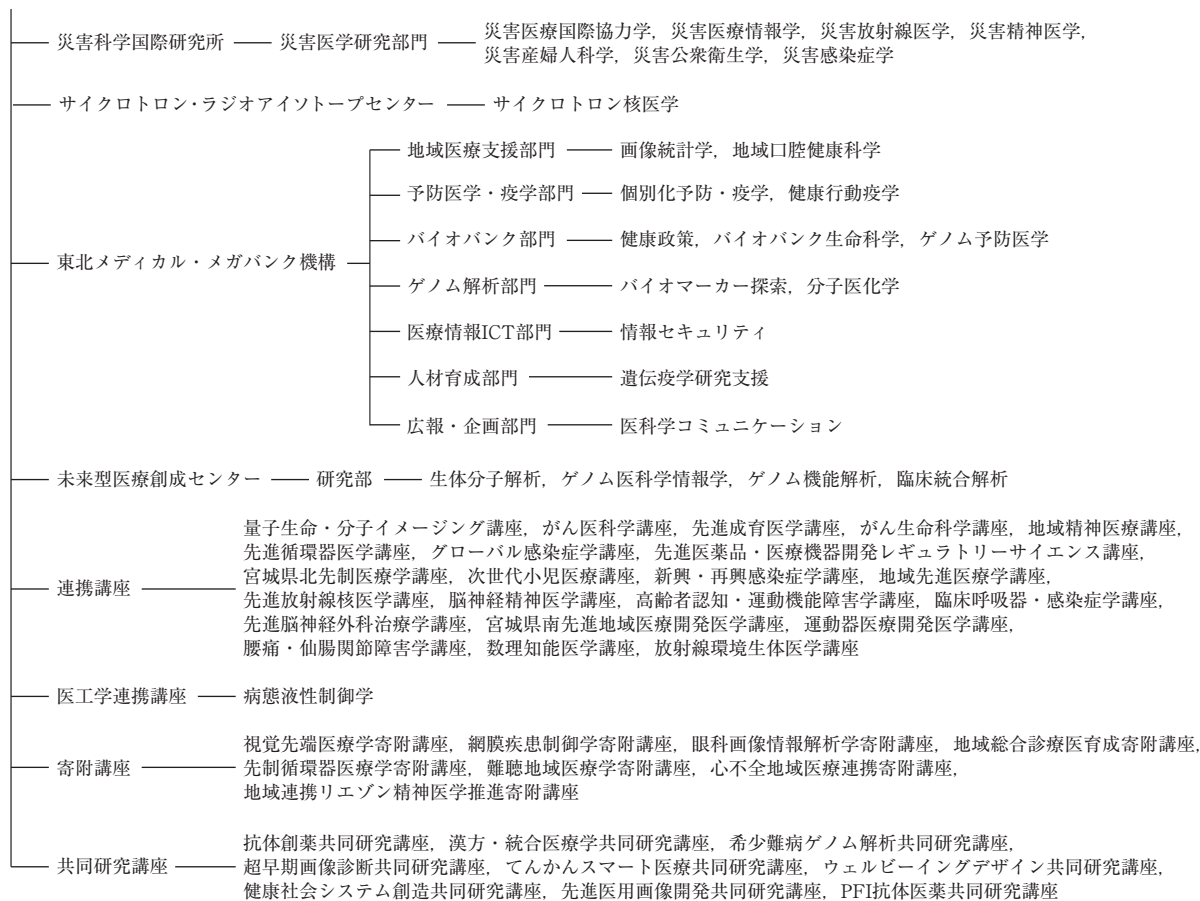 災害科学国際研究所 災害医学研究部門 災害医療国際協力学，災害医療情報学，災害放射線医学，災害精神医学，
災害産婦人科学，災害公衆衛生学，災害感染症学
サイクロトロン・ラジオアイソトープセンター サイクロトロン核医学
東北メディカル・メガバンク機構
地域医療支援部門 画像統計学，地域口腔健康科学
予防医学・疫学部門 個別化予防・疫学，健康行動疫学
バイオバンク部門 健康政策，バイオバンク生命科学，ゲノム予防医学
ゲノム解析部門 バイオマーカー探索，分子医化学
医療情報ICT部門 情報セキュリティ
人材育成部門 遺伝疫学研究支援
広報・企画部門 医科学コミュニケーション
未来型医療創成センター 研究部 生体分子解析，ゲノム医科学情報学，ゲノム機能解析，臨床統合解析
連携講座
量子生命・分子イメージング講座，がん医科学講座，先進成育医学講座，がん生命科学講座，地域精神医療講座，
先進循環器医学講座，グローバル感染症学講座，先進医薬品・医療機器開発レギュラトリーサイエンス講座，
宮城県北先制医療学講座，次世代小児医療講座，新興・再興感染症学講座，地域先進医療学講座，
先進放射線核医学講座，脳神経精神医学講座，高齢者認知・運動機能障害学講座，臨床呼吸器・感染症学講座，
先進脳神経外科治療学講座，宮城県南先進地域医療開発医学講座，運動器医療開発医学講座，
腰痛・仙腸関節障害学講座，数理知能医学講座，放射線環境生体医学講座
医工学連携講座 病態液性制御学
寄附講座
視覚先端医療学寄附講座，網膜疾患制御学寄附講座，眼科画像情報解析学寄附講座，地域総合診療医育成寄附講座，
先制循環器医療学寄附講座，難聴地域医療学寄附講座，心不全地域医療連携寄附講座，
地域連携リエゾン精神医学推進寄附講座
共同研究講座
抗体創薬共同研究講座，漢方・統合医療学共同研究講座，希少難病ゲノム解析共同研究講座，
超早期画像診断共同研究講座，てんかんスマート医療共同研究講座，ウェルビーイングデザイン共同研究講座，
健康社会システム創造共同研究講座，先進医用画像開発共同研究講座，PFI抗体医薬共同研究講座